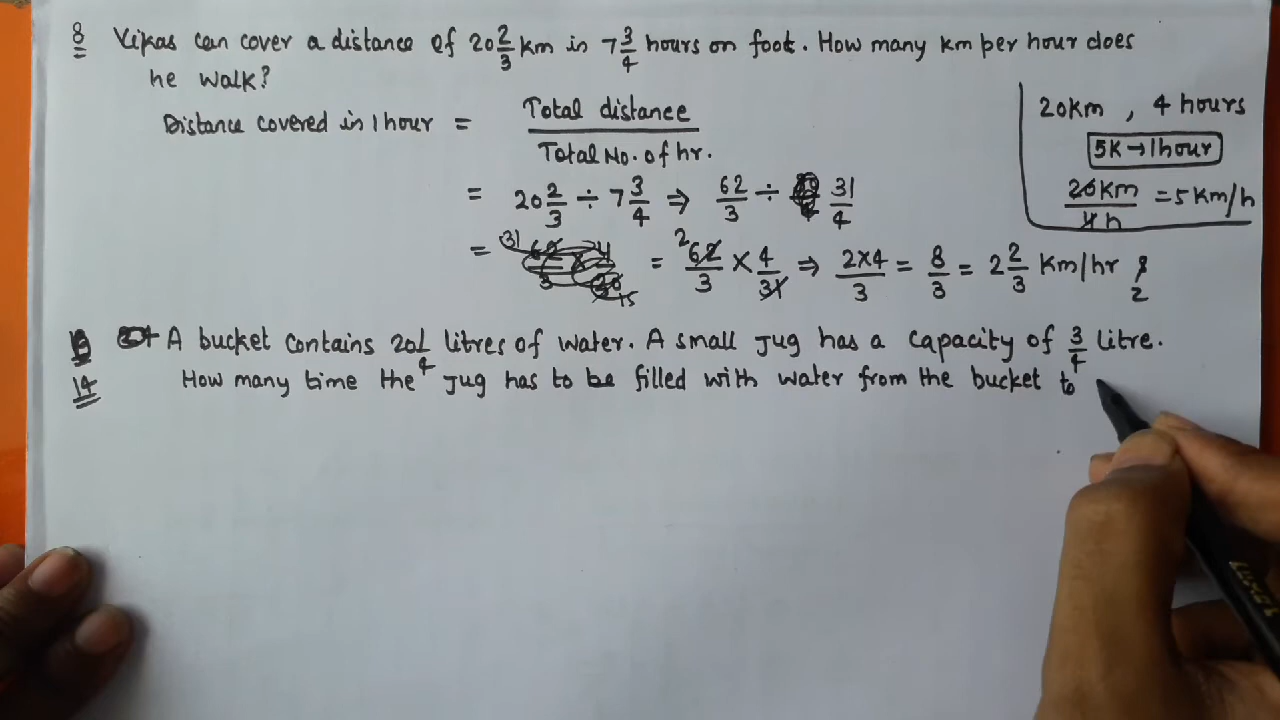 8 Vikas can cover a distance of 20 2/3 km in 7 3/4 hours on foot. How many km per hour does
he walk?
Distance covered in 1 hour = Total distance / Total No. of hr.
= 20 2/3 ÷ 7 3/4 ⇒ 62/3 ÷ 31/4
= = 62/3 × 4/31 ⇒ 2×4/3 = 8/3 = 2 2/3 km/hr
2
20km , 4 hours
5K → 1 hour
20km / 4h = 5 Km/h
14 A bucket contains 20 1/4 litres of water. A small Jug has a capacity of 3/4 litre.
How many time the Jug has to be filled with water from the bucket to